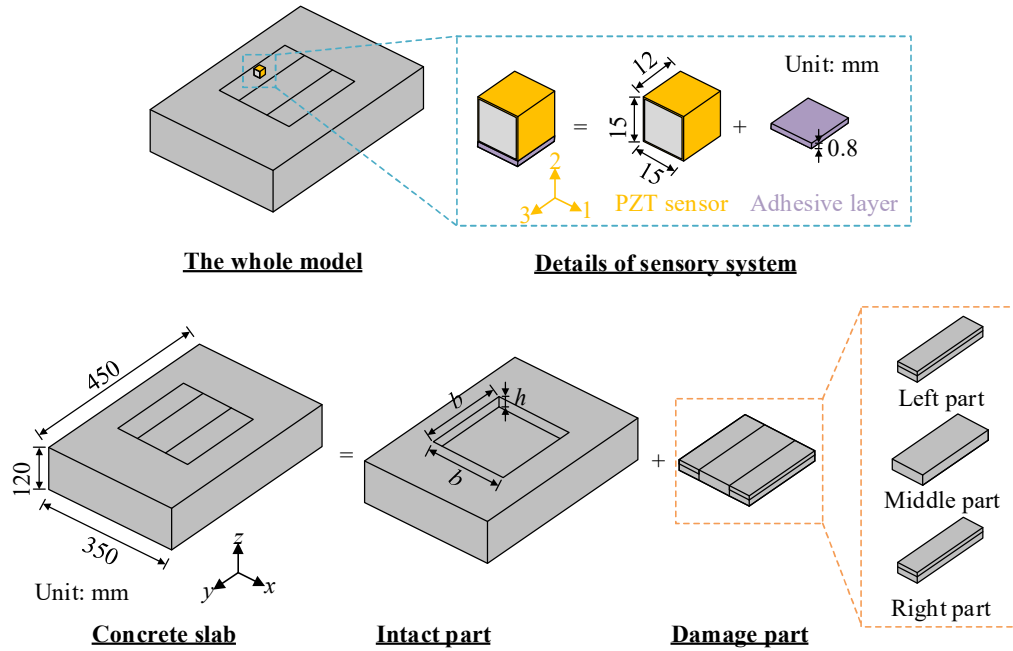 12
Unit: mm
15
=
+
0.8
15
2
3
1
PZT sensor
Adhesive layer
The whole model
Details of sensory system
450
b
h
Left part
120
=
b
+
Middle part
350
z
y
x
Unit: mm
Right part
Concrete slab
Intact part
Damage part